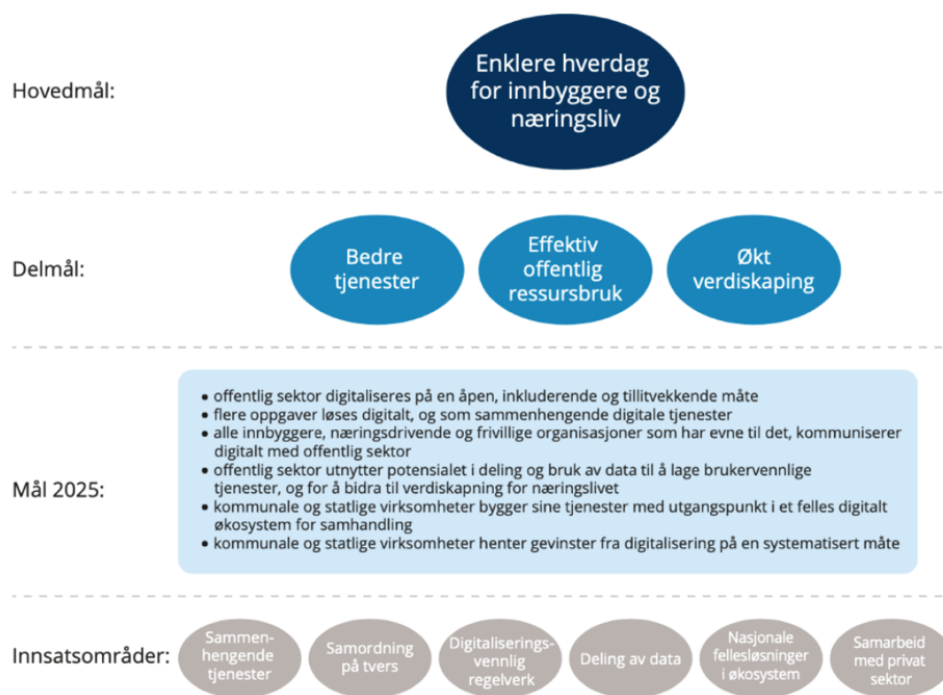 Hovedmål:
Enklere hverdag
for innbyggere og
næringsliv
Delmål:
Bedre
tjenester
Effektiv
offentlig
ressursbruk
Økt
verdiskaping
Mål 2025:
• offentlig sektor digitaliseres på en åpen, inkluderende og tillitvekkende måte
• flere oppgaver løses digitalt, og som sammenhengende digitale tjenester
• alle innbyggere, næringsdrivende og frivillige organisasjoner som har evne til det, kommuniserer
digitalt med offentlig sektor
• offentlig sektor utnytter potensialet i deling og bruk av data til å lage brukervennlige
tjenester, og for å bidra til verdiskapning for næringslivet
• kommunale og statlige virksomheter bygger sine tjenester med utgangspunkt i et felles digitalt
økosystem for samhandling
• kommunale og statlige virksomheter henter gevinster fra digitalisering på en systematisert måte
Innsatsområder:
Sammen-
hengende
tjenester
Samordning
på tvers
Digitaliserings-
vennlig
regelverk
Deling av data
Nasjonale
fellesløsninger
i økosystem
Samarbeid
med privat
sektor